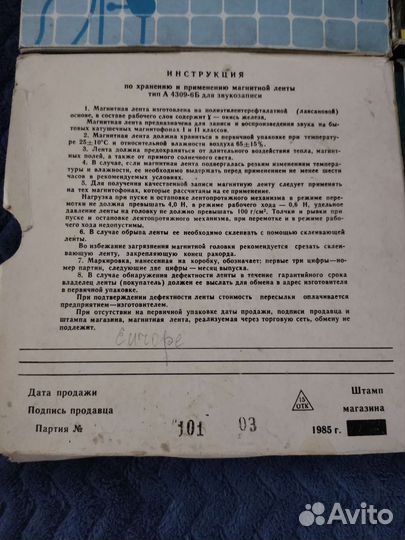 ИНСТРУКЦИЯ
по хранению и применению магнитной ленты
тип А 4309-6Б для звукозаписи
1. Магнитная лента изготовлена на полиэтилентерефталатной (лавсановой)
основе, в составе рабочего слоя содержит γ — окись железа.
Магнитная лента предназначена для записи и воспроизведения звука на бы-
товых катушечных магнитофонах I и II классов.
2. Магнитная лента должна храниться в первичной упаковке при температу-
ре 25±10°С и относительной влажности воздуха 65±15%.
3. Лента должна предохраняться от длительного воздействия тепла, магнит-
ных полей, а также от прямого солнечного света.
4. В случае, если магнитная лента подвергалась резким изменениям темпера-
туры и влажности, ее необходимо выдержать перед применением не менее шести
часов в рекомендуемых условиях.
5. Для получения качественной записи магнитную ленту следует применять
на тех магнитофонах, которые рассчитаны на ее применение.
Нагрузка при пуске и остановке лентопротяжного механизма в режиме пере-
мотки не должна превышать 4,0 Н, в режиме рабочего хода — 0,6 Н, удельное
давление ленты на головку не должно превышать 100 г/см². Толчки и рывки при
пуске и остановке лентопротяжного механизма, при перемотке и в режиме рабо-
чего хода недопустимы.
6. В случае обрыва ленты ее необходимо склеивать с помощью склеивающей
ленты.
Во избежание загрязнения магнитной головки рекомендуется срезать скле-
ивающую ленту, закрепляющую конец ракорда.
7. Маркировка, нанесенная на коробку, обозначает: первые три цифры—но-
мер партии, следующие две цифры—месяц выпуска.
8. В случае обнаружения дефектности ленты в течение гарантийного срока
владелец ленты (покупатель) должен ее выслать для обмена в адрес изготовителя
в первичной упаковке.
При подтверждении дефектности ленты стоимость пересылки оплачивается
предприятием—изготовителем.
При отсутствии на первичной упаковке даты продажи, подписи продавца и
штампа магазина, магнитная лента, реализуемая через торговую сеть, обмену не
подлежит.
Europe
Дата продажи
Штамп
Подпись продавца
15
ОТК
магазина
Партия №
101 03
1985 г.
Avito